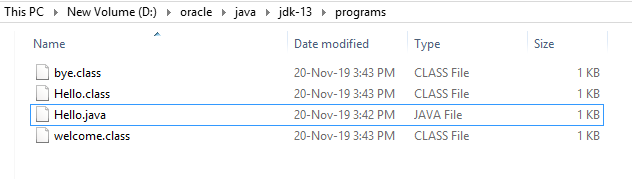 This PC › New Volume (D:) › oracle › java › jdk-13 › programs
Name Date modified Type Size
bye.class 20-Nov-19 3:43 PM CLASS File 1 KB
Hello.class 20-Nov-19 3:43 PM CLASS File 1 KB
Hello.java 20-Nov-19 3:42 PM JAVA File 1 KB
welcome.class 20-Nov-19 3:43 PM CLASS File 1 KB